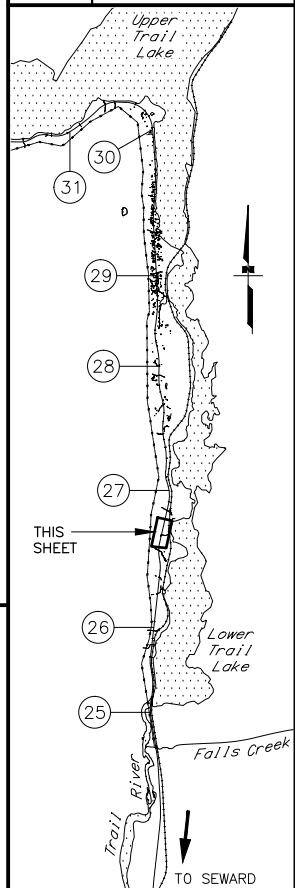 Upper
Trail
Lake
30
31
29
28
27
THIS
SHEET
26
Lower
Trail
Lake
25
Falls Creek
Trail River
TO SEWARD